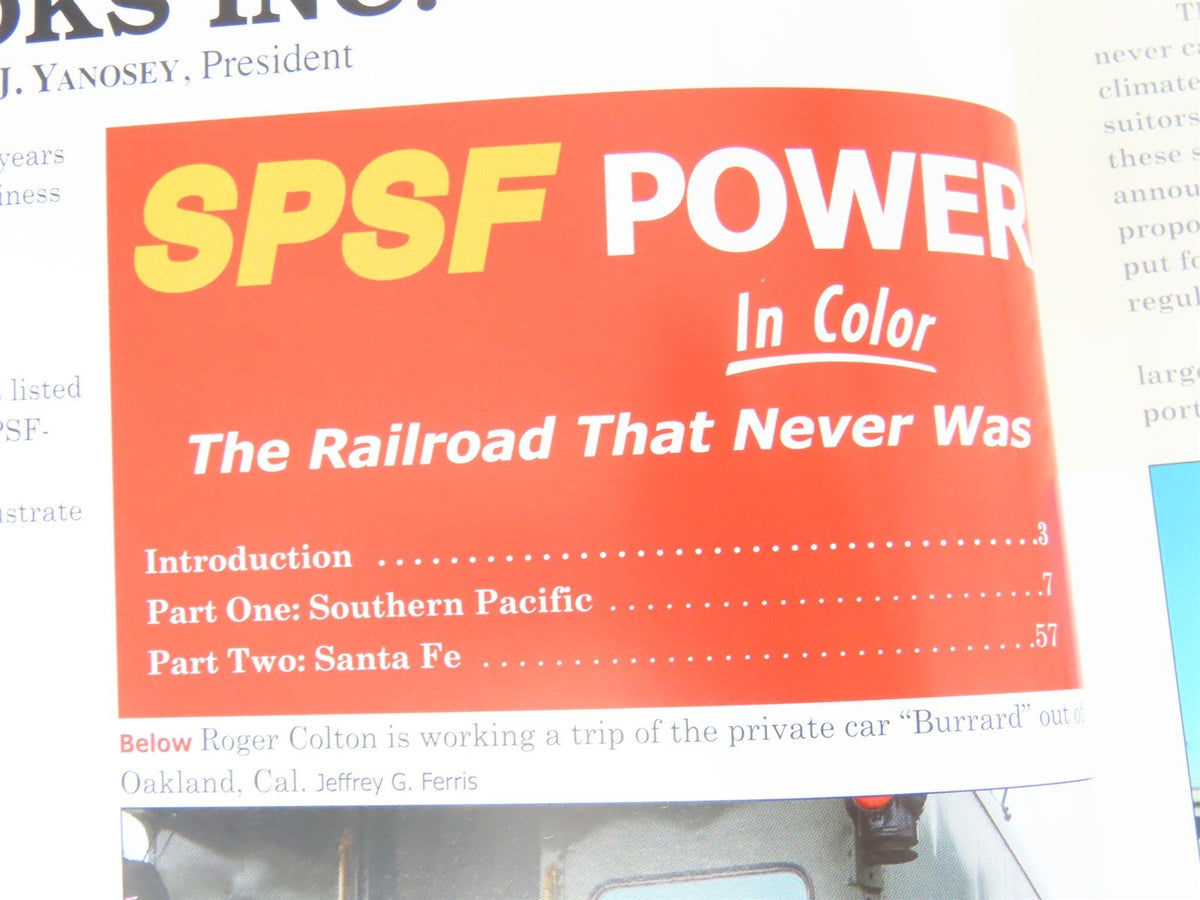 OKS INC.
J. YANOSEY, President
years
iness
listed
PSF-
ustrate
SPSF POWER
In Color
The Railroad That Never Was
Introduction ........................................3
Part One: Southern Pacific ..........................7
Part Two: Santa Fe .................................57
Below Roger Colton is working a trip of the private car “Burrard” out of
Oakland, Cal. Jeffrey G. Ferris
never ca
climate
suitors
these s
annou
propo
put fo
regul
large
port